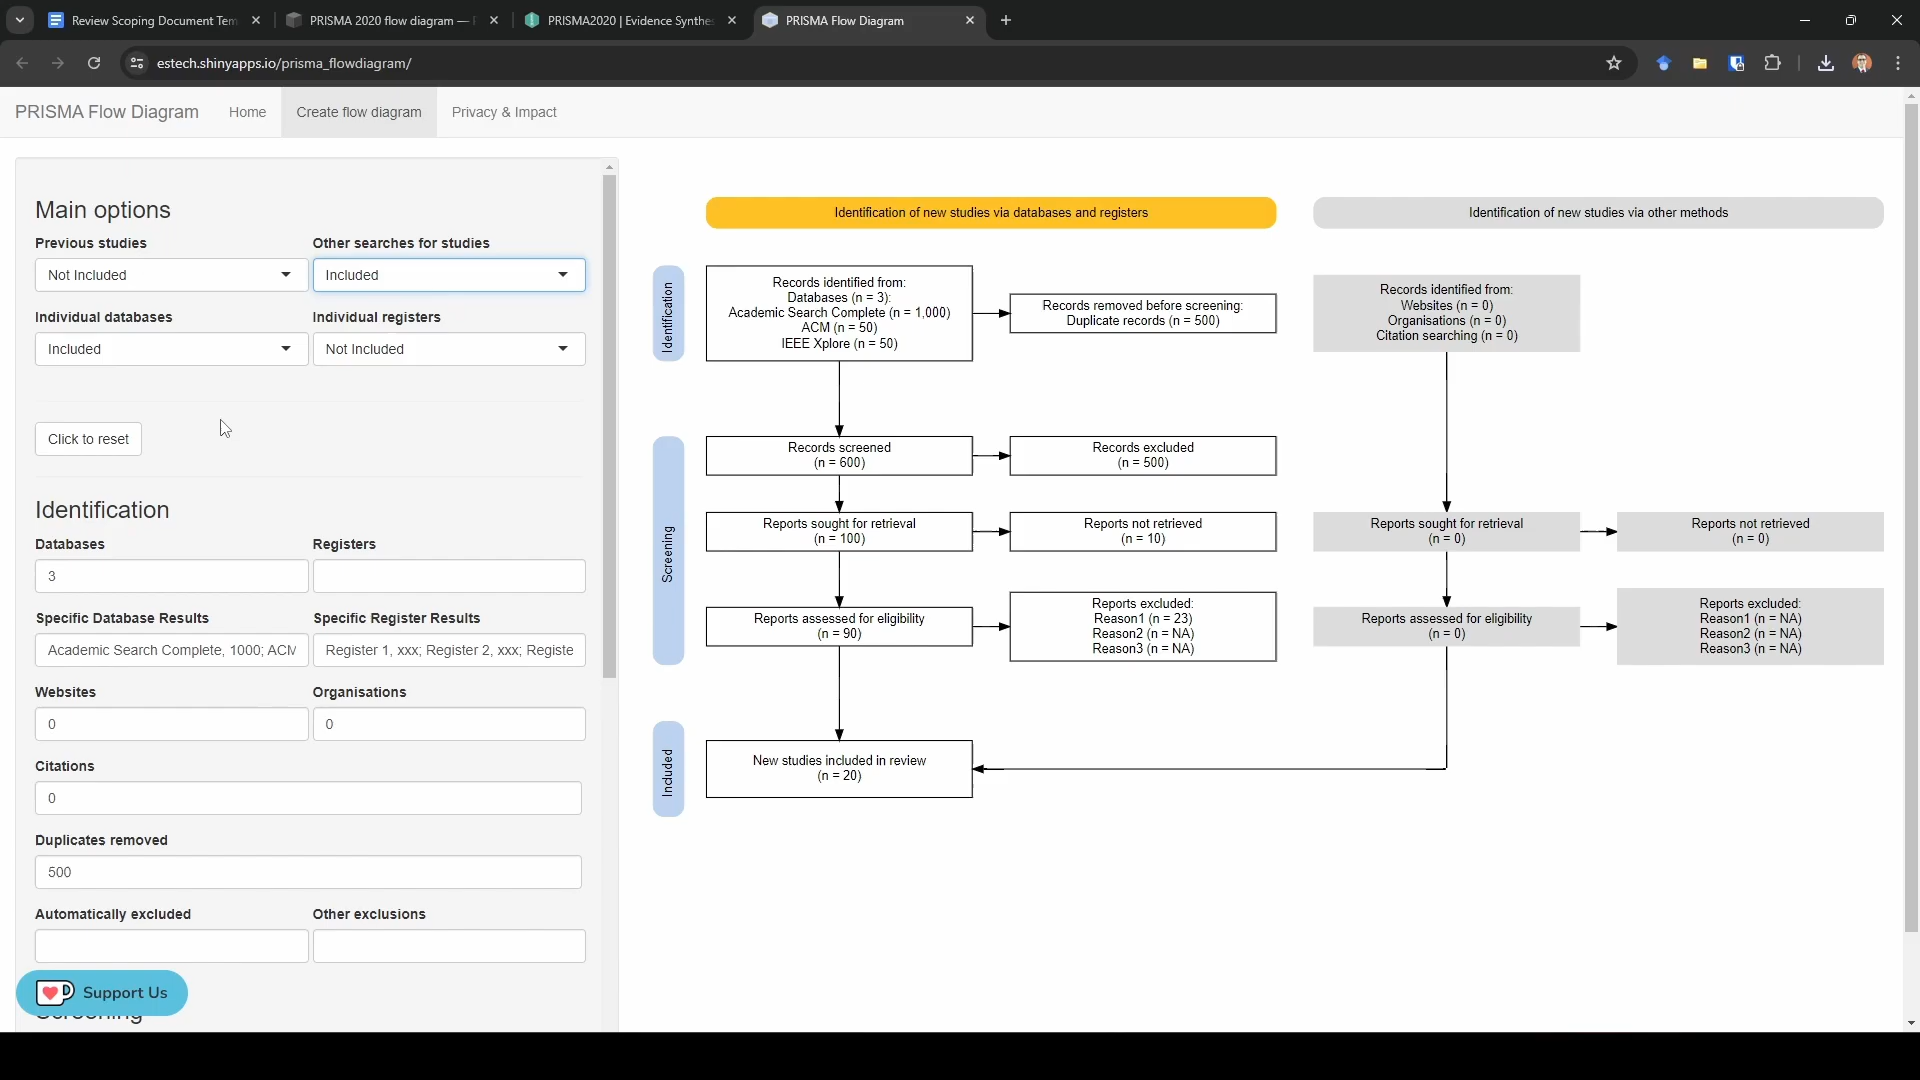 Review Scoping Document Tem
PRISMA 2020 flow diagram —
PRISMA2020 | Evidence Synthes
PRISMA Flow Diagram
estech.shinyapps.io/prisma_flowdiagram/
PRISMA Flow Diagram
Home
Create flow diagram
Privacy & Impact
Main options
Previous studies
Other searches for studies
Not Included
Included
Individual databases
Individual registers
Included
Not Included
Click to reset
Identification
Databases
Registers
3
Specific Database Results
Specific Register Results
Academic Search Complete, 1000; ACM
Register 1, xxx; Register 2, xxx; Registe
Websites
Organisations
0
0
Citations
0
Duplicates removed
500
Automatically excluded
Other exclusions
Support Us
Screening
Identification of new studies via databases and registers
Identification of new studies via other methods
Identification
Records identified from:
Databases (n = 3):
Academic Search Complete (n = 1,000)
ACM (n = 50)
IEEE Xplore (n = 50)
Records removed before screening:
Duplicate records (n = 500)
Records identified from:
Websites (n = 0)
Organisations (n = 0)
Citation searching (n = 0)
Screening
Records screened
(n = 600)
Records excluded
(n = 500)
Reports sought for retrieval
(n = 100)
Reports not retrieved
(n = 10)
Reports sought for retrieval
(n = 0)
Reports not retrieved
(n = 0)
Reports assessed for eligibility
(n = 90)
Reports excluded:
Reason1 (n = 23)
Reason2 (n = NA)
Reason3 (n = NA)
Reports assessed for eligibility
(n = 0)
Reports excluded:
Reason1 (n = NA)
Reason2 (n = NA)
Reason3 (n = NA)
Included
New studies included in review
(n = 20)